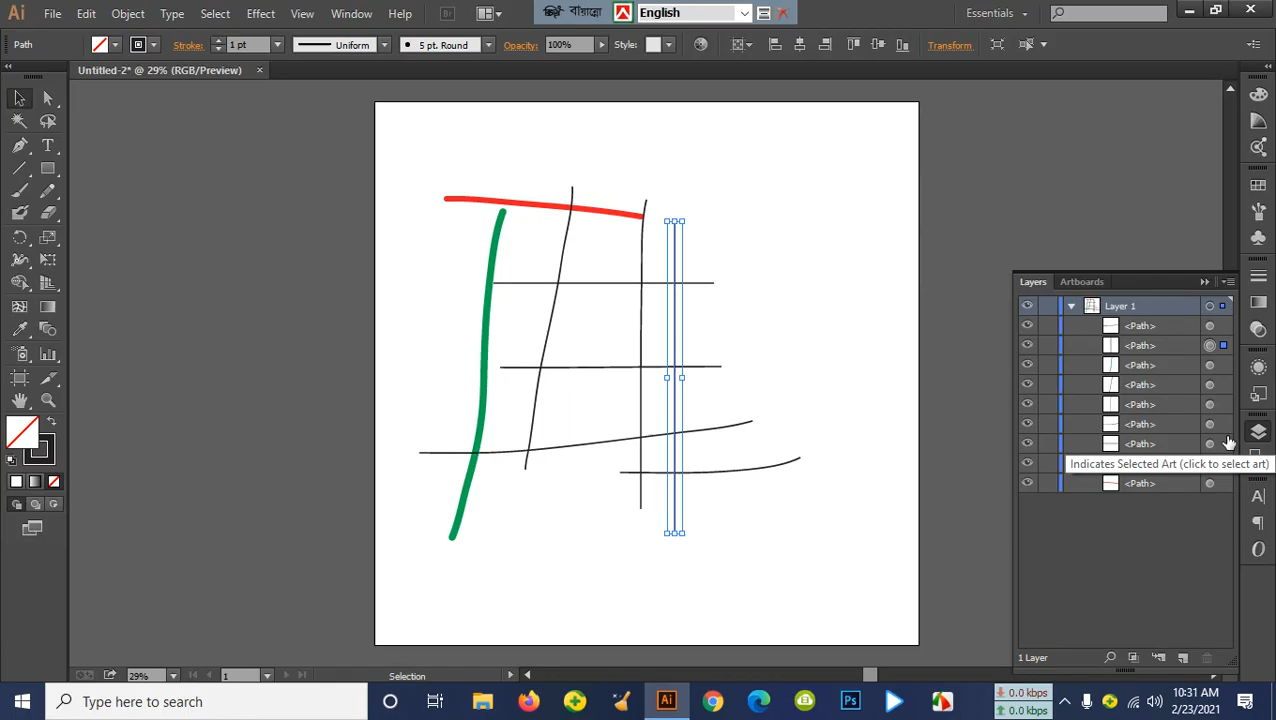 Ai File Edit Object Type Select Effect View Window Help Br বায়ান্নো English Essentials
Path Stroke: 1 pt Uniform 5 pt. Round Opacity: 100% Style: Transform
Untitled-2* @ 29% (RGB/Preview) ×
Layers Artboards
Layer 1
<Path>
<Path>
<Path>
<Path>
<Path>
<Path>
<Path>
Indicates Selected Art (click to select art)
<Path>
1 Layer
29% 1 Selection
Type here to search
Ai
Ps
0.0 kbps
0.0 kbps
10:31 AM
2/23/2021